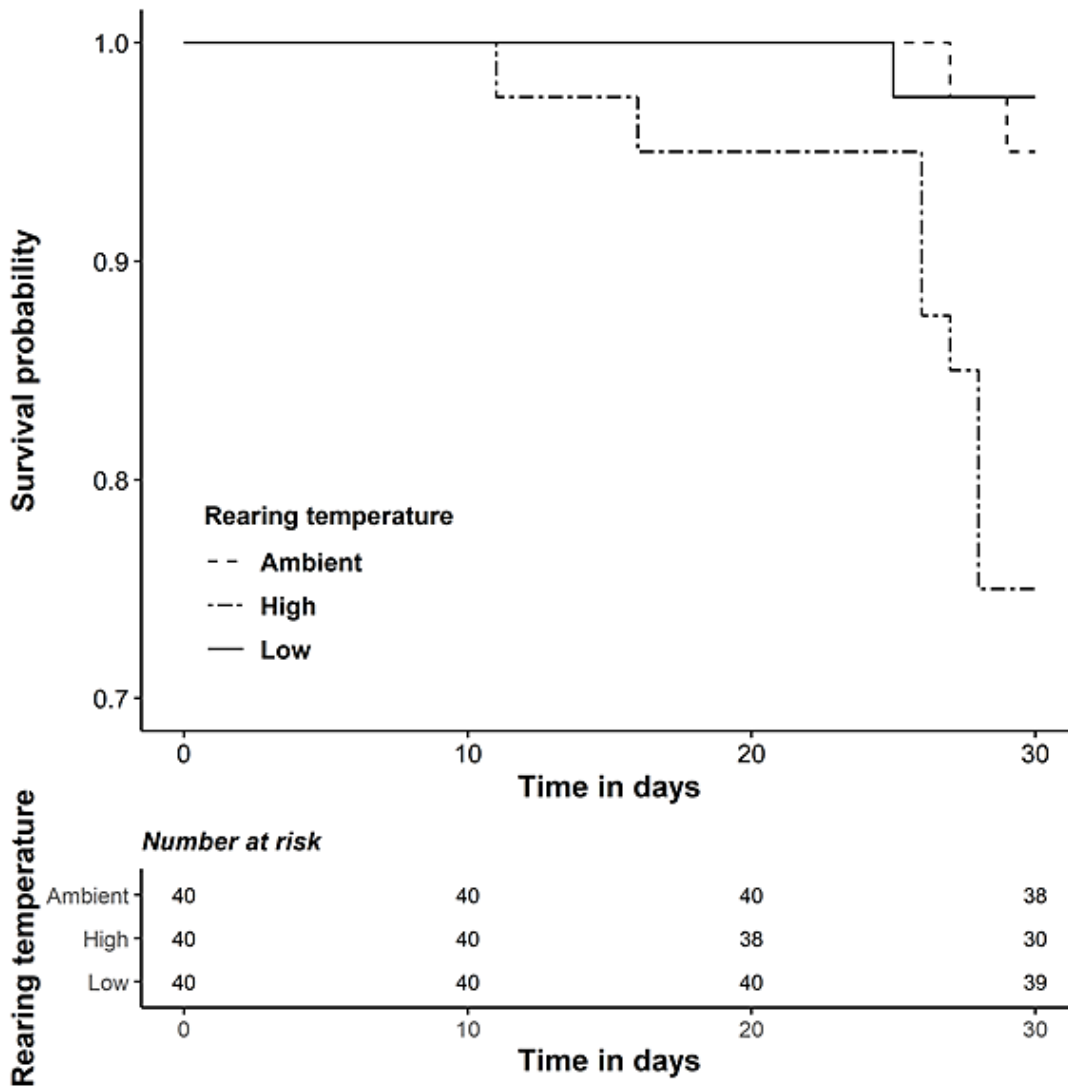 1.0
0.9
0.8
0.7
Survival probability
Rearing temperature
Ambient
High
Low
0 10 20 30
Time in days
Number at risk
Rearing temperature
Ambient 40 40 40 38
High 40 40 38 30
Low 40 40 40 39
0 10 20 30
Time in days